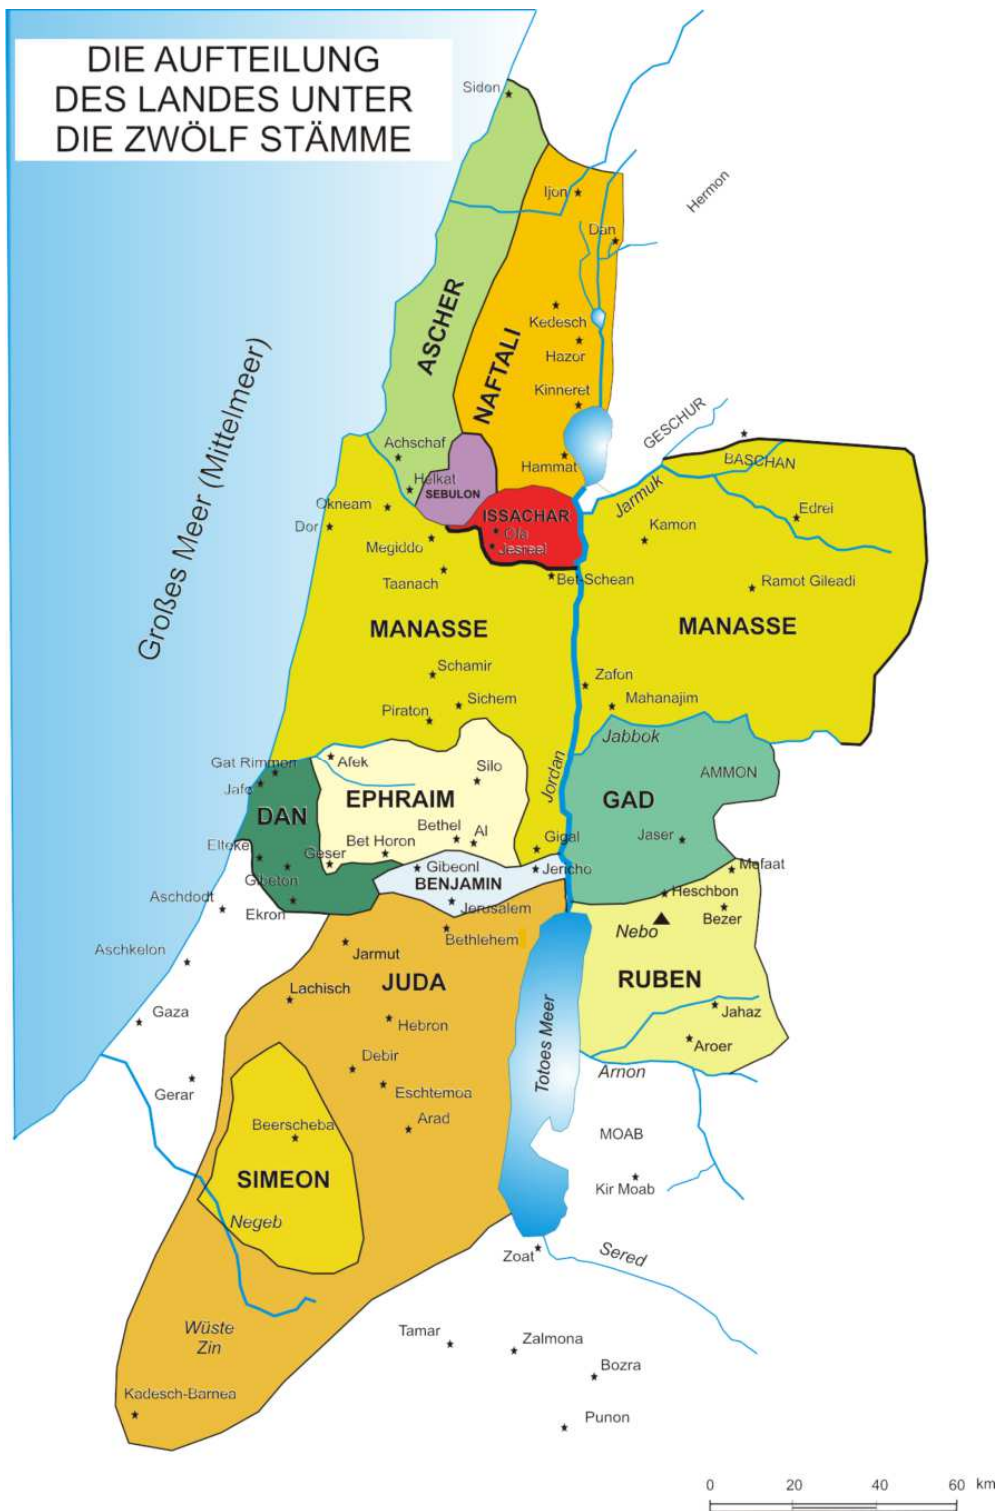 DIE AUFTEILUNG
DES LANDES UNTER
DIE ZWÖLF STÄMME
Sidon
Ijon
Hermon
Dan
ASCHER
NAFTALI
Kedesch
Hazor
Kinneret
Großes Meer (Mittelmeer)
GESCHUR
Achschaf
Hammat
BASCHAN
Helkat
SEBULON
Jarmuk
Okneam
ISSACHAR
Edrei
Dor
Kamon
Ofa
Megiddo
Jesreel
Taanach
Bet-Schean
Ramot Gileadi
MANASSE
MANASSE
Schamir
Zafon
Sichem
Mahanajim
Piraton
Jabbok
Gat Rimmon
Afek
Silo
Jordan
AMMON
Jafo
DAN
EPHRAIM
GAD
Bethel
AI
Jaser
Elteke
Geser
Bet Horon
Gigal
Gibeton
Gibeonl
Jericho
Mefaat
BENJAMIN
Heschbon
Aschdodt
Ekron
Jerusalem
Bezer
Nebo
Bethlehem
Aschkelon
Jarmut
JUDA
RUBEN
Lachisch
Totoes Meer
Gaza
Hebron
Jahaz
Debir
Aroer
Gerar
Eschtemoa
Arnon
Beerscheba
Arad
MOAB
SIMEON
Kir Moab
Negeb
Zoat
Sered
Wüste
Zin
Tamar
Zalmona
Bozra
Kadesch-Barnea
Punon
0 20 40 60 km